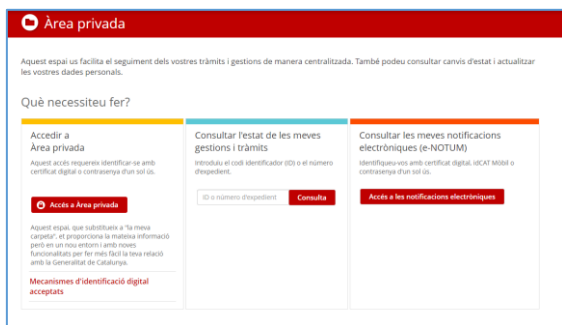 Àrea privada
Aquest espai us facilita el seguiment dels vostres tràmits i gestions de manera centralitzada. També podeu consultar canvis d'estat i actualitzar
les vostres dades personals.
Què necessiteu fer?
Accedir a
Àrea privada
Aquest accés requereix identificar-se amb
certificat digital o contrasenya d'un sol ús.
Accés a Àrea privada
Aquest espai, que substitueix a "la meva
carpeta", et proporciona la mateixa informació
però en un nou entorn i amb noves
funcionalitats per fer més fàcil la teva relació
amb la Generalitat de Catalunya.
Mecanismes d'identificació digital
acceptats
Consultar l'estat de les meves
gestions i tràmits
Introduïu el codi identificador (ID) o el número
d'expedient.
ID o número d'expedient
Consulta
Consultar les meves notificacions
electròniques (e-NOTUM)
Identifiqueu-vos amb certificat digital, idCAT Mòbil o
contrasenya d'un sol ús.
Accés a les notificacions electròniques